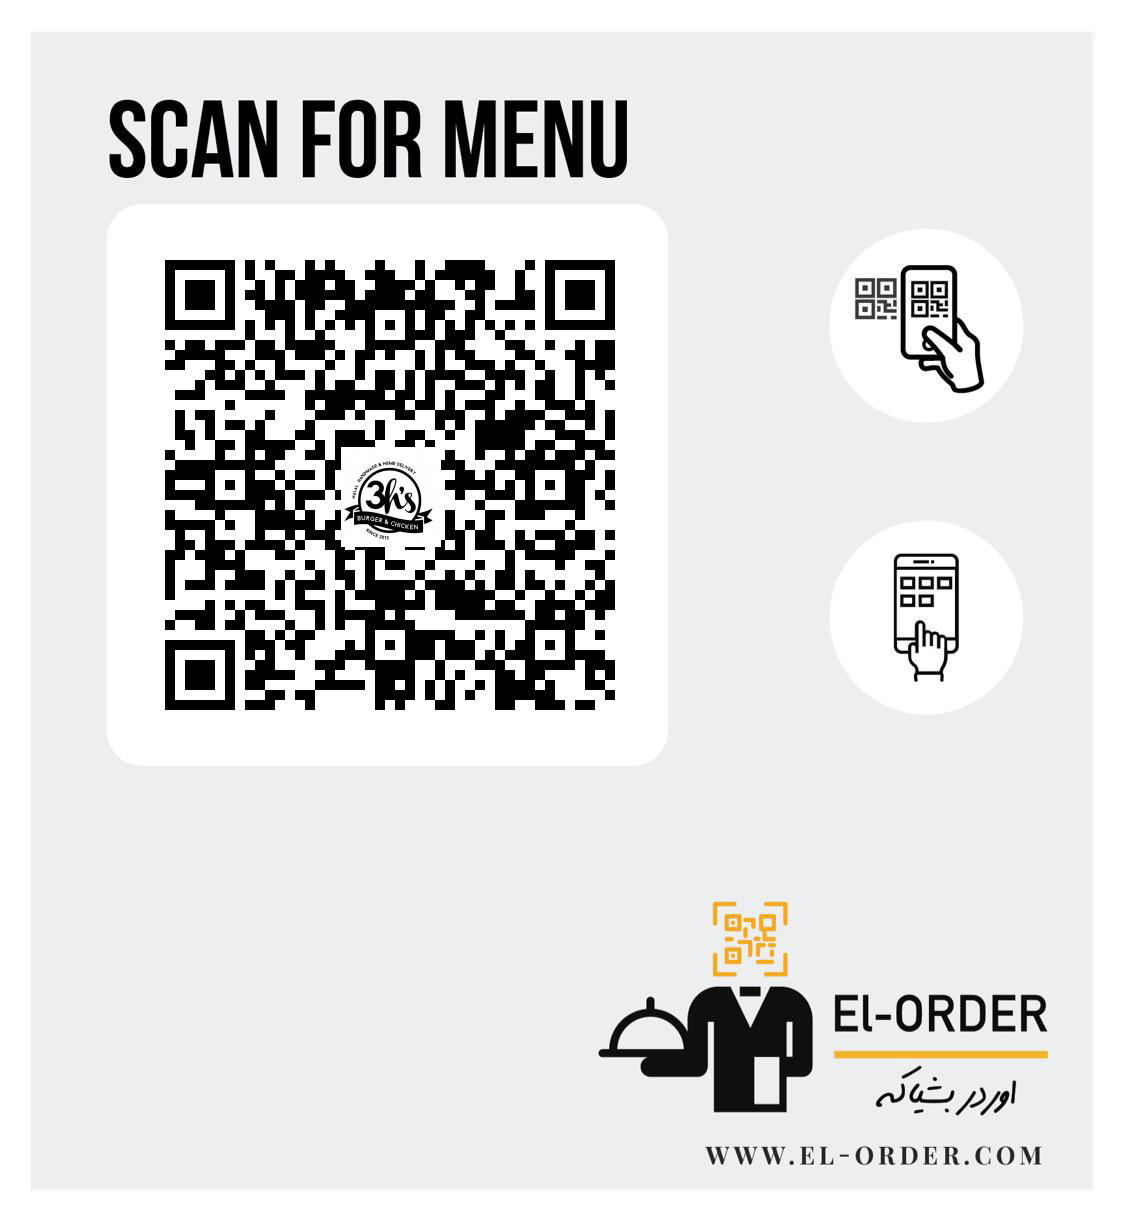 SCAN FOR MENU
HALAL, HANDMADE & HOME DELIVERY
3h's
BURGER & CHICKEN
SINCE 2017
El-ORDER
اوردر بشياكه
WWW.EL-ORDER.COM